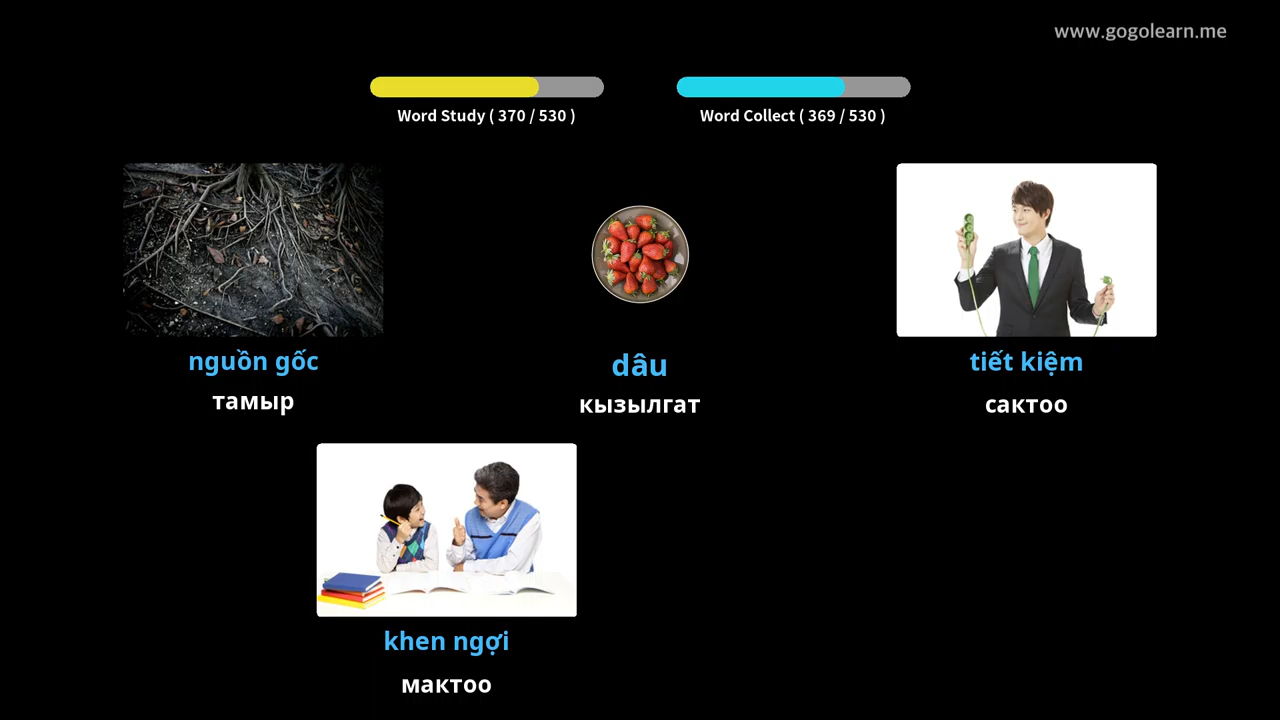 www.gogolearn.me
Word Study ( 370 / 530 )
Word Collect ( 369 / 530 )
nguồn gốc
тамыр
dâu
кызылгат
tiết kiệm
сактоо
khen ngợi
мактоо